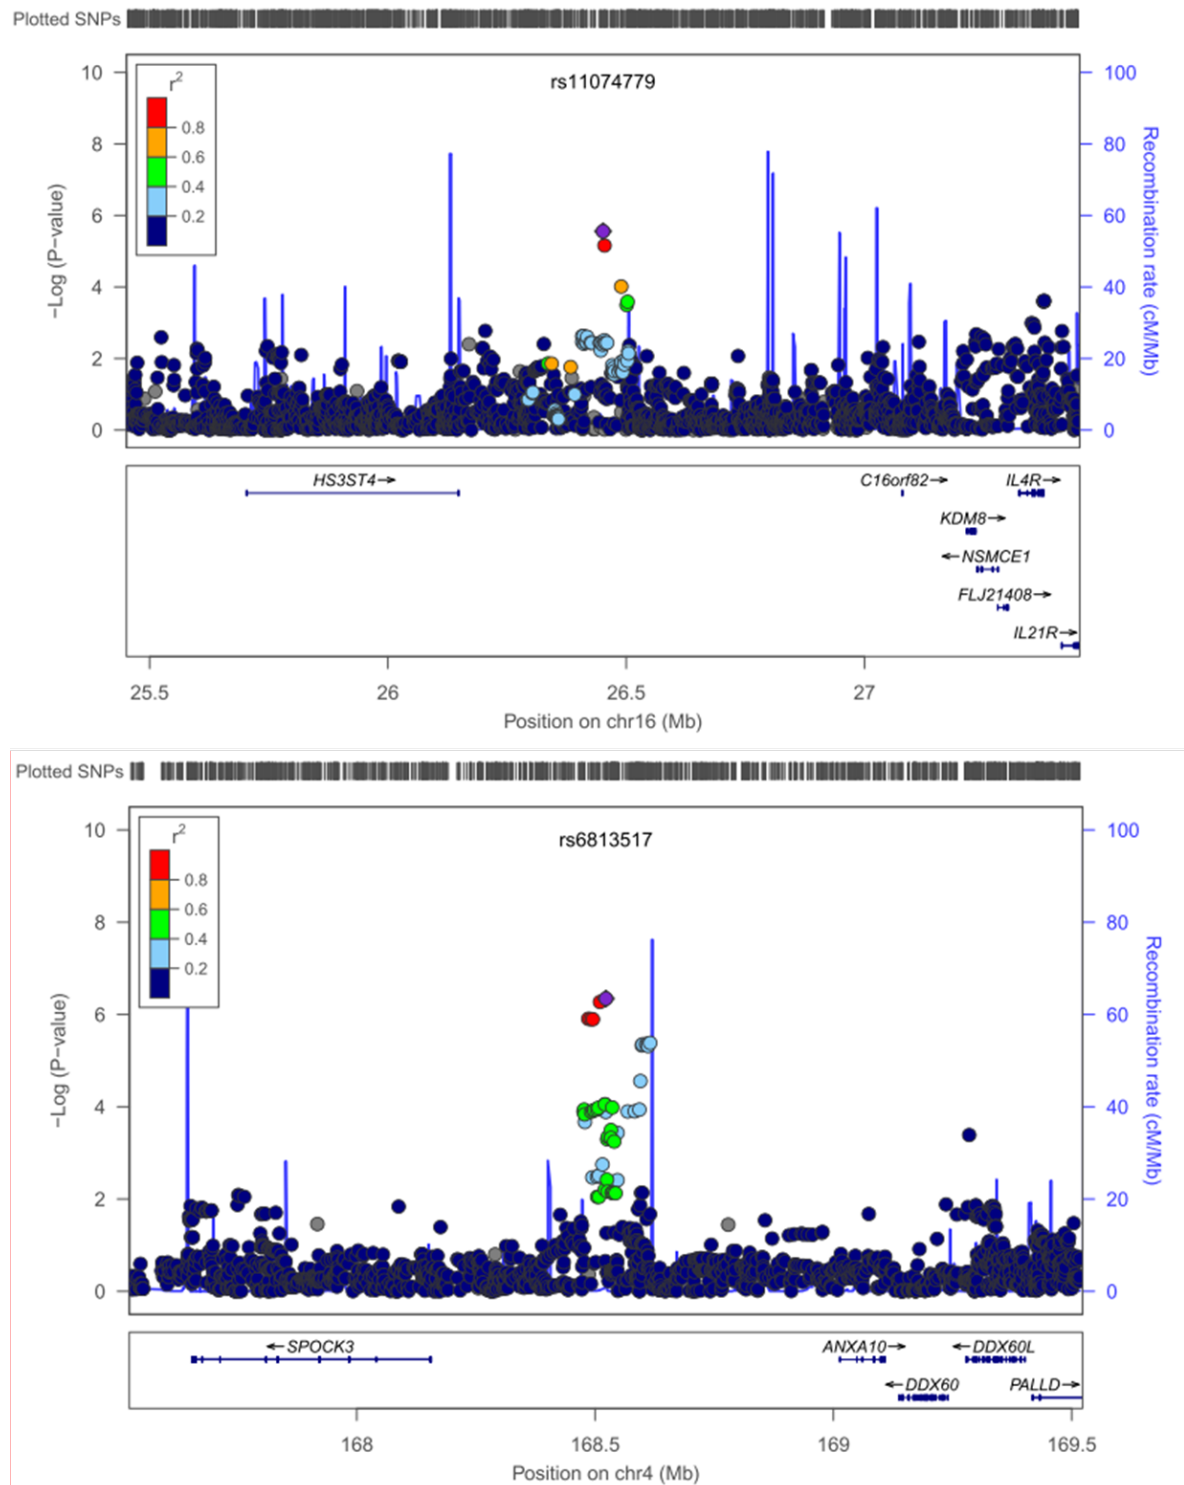 Plotted SNPs
rs11074779
r2
0.8
0.6
0.4
0.2
10
8
6
4
2
0
−Log (P−value)
100
80
60
40
20
0
Recombination rate (cM/Mb)
HS3ST4→
C16orf82→
IL4R→
KDM8→
←NSMCE1
FLJ21408→
IL21R→
25.5 26 26.5 27
Position on chr16 (Mb)
Plotted SNPs
rs6813517
r2
0.8
0.6
0.4
0.2
10
8
6
4
2
0
−Log (P−value)
100
80
60
40
20
0
Recombination rate (cM/Mb)
←SPOCK3
ANXA10→
←DDX60L
←DDX60
PALLD→
168 168.5 169 169.5
Position on chr4 (Mb)